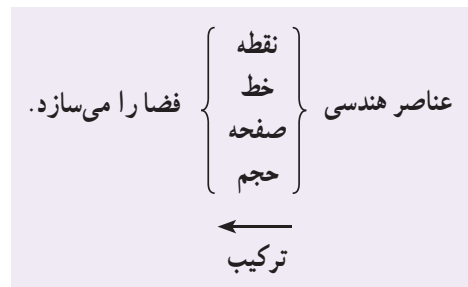 نقطه
خط
عناصر هندسی صفحه فضا را می‌سازد.
حجم
ترکیب